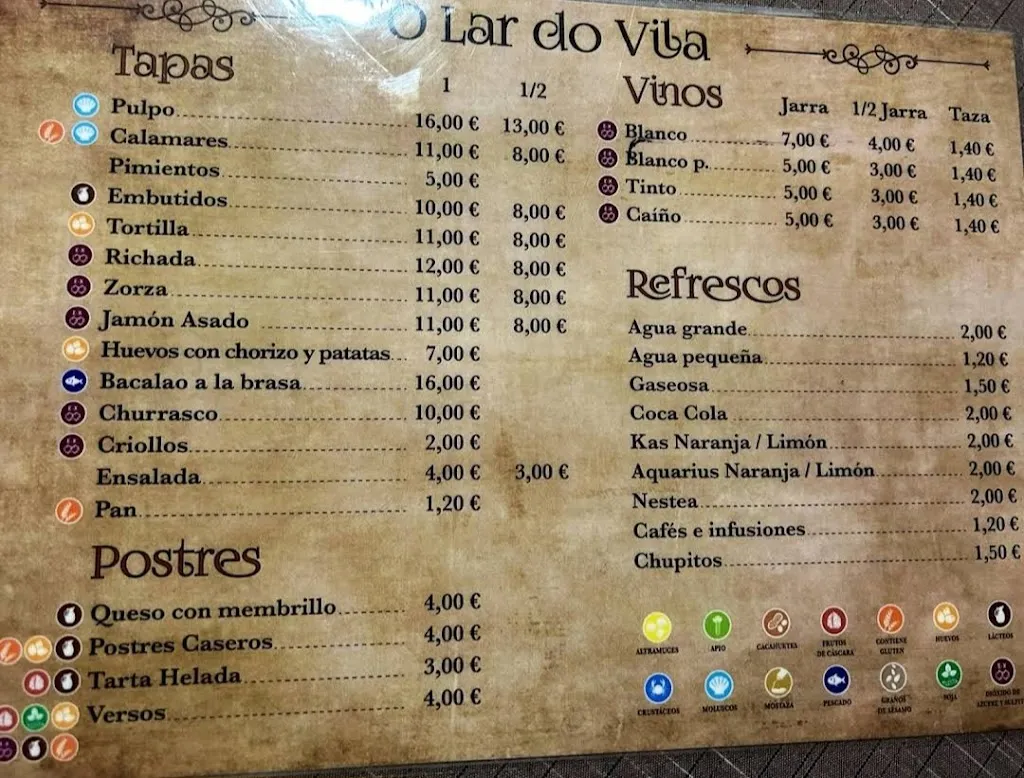 O Lar do Vila
Tapas 1 1/2
Pulpo 16,00 € 13,00 €
Calamares 11,00 € 8,00 €
Pimientos 5,00 €
Embutidos 10,00 € 8,00 €
Tortilla 11,00 € 8,00 €
Richada 12,00 € 8,00 €
Zorza 11,00 € 8,00 €
Jamón Asado 11,00 € 8,00 €
Huevos con chorizo y patatas 7,00 €
Bacalao a la brasa 16,00 €
Churrasco 10,00 €
Criollos 2,00 €
Ensalada 4,00 € 3,00 €
Pan 1,20 €
Postres
Queso con membrillo 4,00 €
Postres Caseros 4,00 €
Tarta Helada 3,00 €
Versos 4,00 €
Vinos Jarra 1/2 Jarra Taza
Blanco 7,00 € 4,00 € 1,40 €
Blanco p. 5,00 € 3,00 € 1,40 €
Tinto 5,00 € 3,00 € 1,40 €
Caíño 5,00 € 3,00 € 1,40 €
Refrescos
Agua grande 2,00 €
Agua pequeña 1,20 €
Gaseosa 1,50 €
Coca Cola 2,00 €
Kas Naranja / Limón 2,00 €
Aquarius Naranja / Limón 2,00 €
Nestea 2,00 €
Cafés e infusiones 1,20 €
Chupitos 1,50 €
ALTRAMUCES APIO CACAHUETES FRUTOS DE CÁSCARA CONTIENE GLUTEN HUEVOS LÁCTEOS
CRUSTÁCEOS MOLUSCOS MOSTAZA PESCADO GRANOS DE SÉSAMO SOJA DIÓXIDO DE AZUFRE Y SULFIT